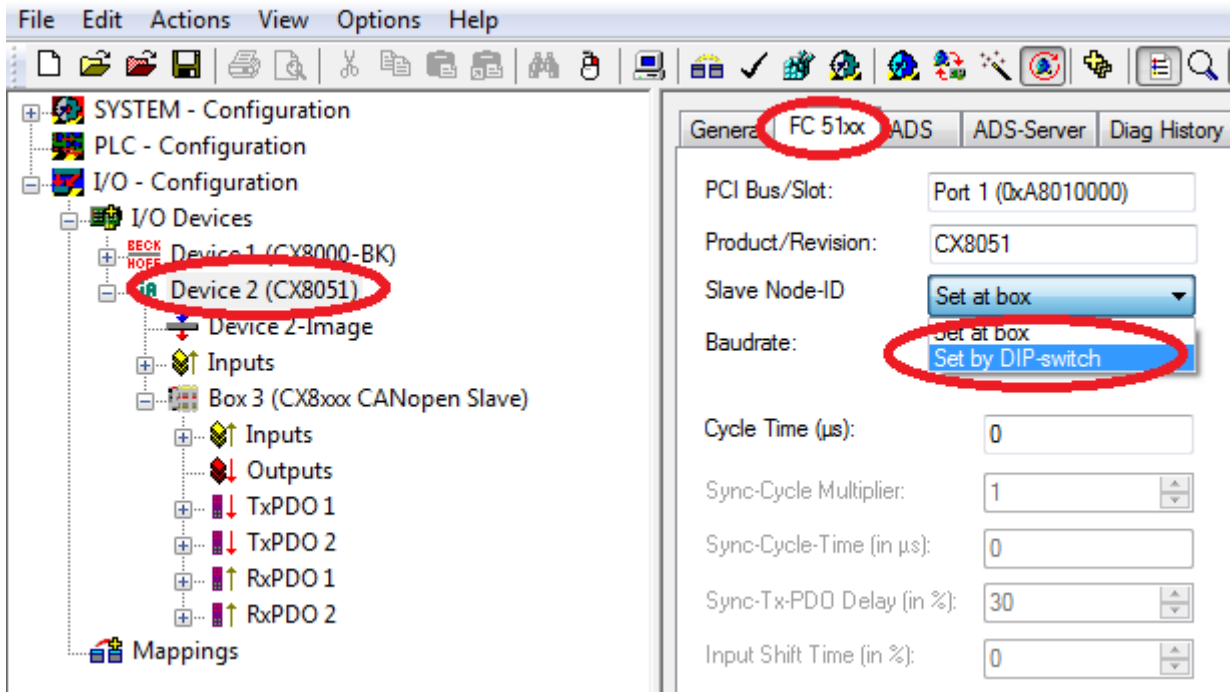 File Edit Actions View Options Help
SYSTEM - Configuration
PLC - Configuration
I/O - Configuration
I/O Devices
BECK
HOFF
Device 1 (CX8000-BK)
Device 2 (CX8051)
Device 2-Image
Inputs
Box 3 (CX8xxx CANopen Slave)
Inputs
Outputs
TxPDO 1
TxPDO 2
RxPDO 1
RxPDO 2
Mappings
General FC 51xx ADS ADS-Server Diag History
PCI Bus/Slot: Port 1 (0xA8010000)
Product/Revision: CX8051
Slave Node-ID Set at box
Set at box
Baudrate: Set by DIP-switch
Cycle Time (µs): 0
Sync-Cycle Multiplier: 1
Sync-Cycle-Time (in µs): 0
Sync-Tx-PDO Delay (in %): 30
Input Shift Time (in %): 0